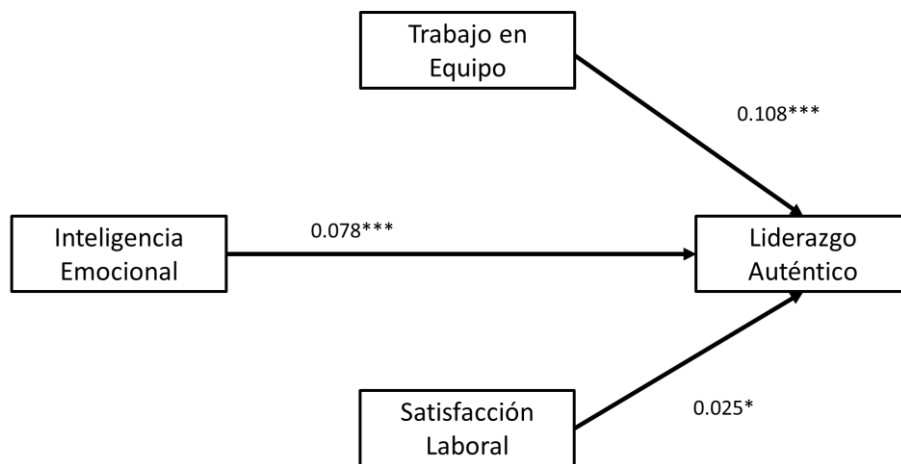 Trabajo en
Equipo
0.108***
Inteligencia
Emocional
0.078***
Liderazgo
Auténtico
Satisfacción
Laboral
0.025*